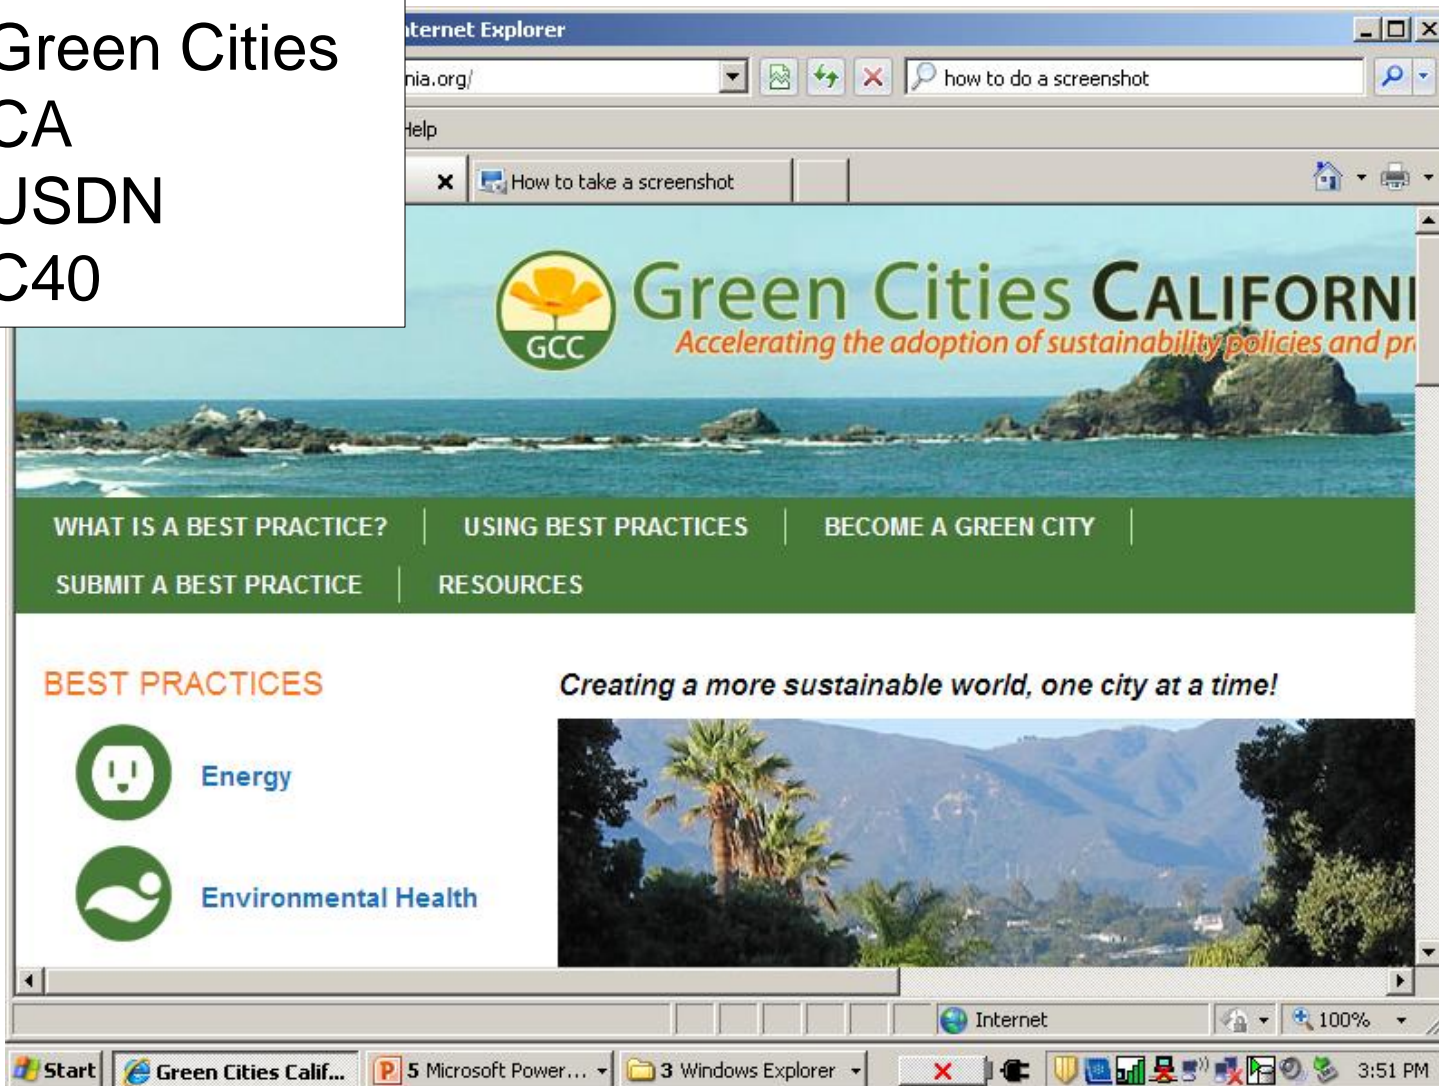 Green Cities
CA
USDN
C40
nternet Explorer
nia.org/
how to do a screenshot
Help
How to take a screenshot
Green Cities CALIFORNI
GCC
Accelerating the adoption of sustainability policies and pr
WHAT IS A BEST PRACTICE?
USING BEST PRACTICES
BECOME A GREEN CITY
SUBMIT A BEST PRACTICE
RESOURCES
BEST PRACTICES
Creating a more sustainable world, one city at a time!
Energy
Environmental Health
Internet
100%
Start
Green Cities Calif...
5 Microsoft Power...
3 Windows Explorer
3:51 PM